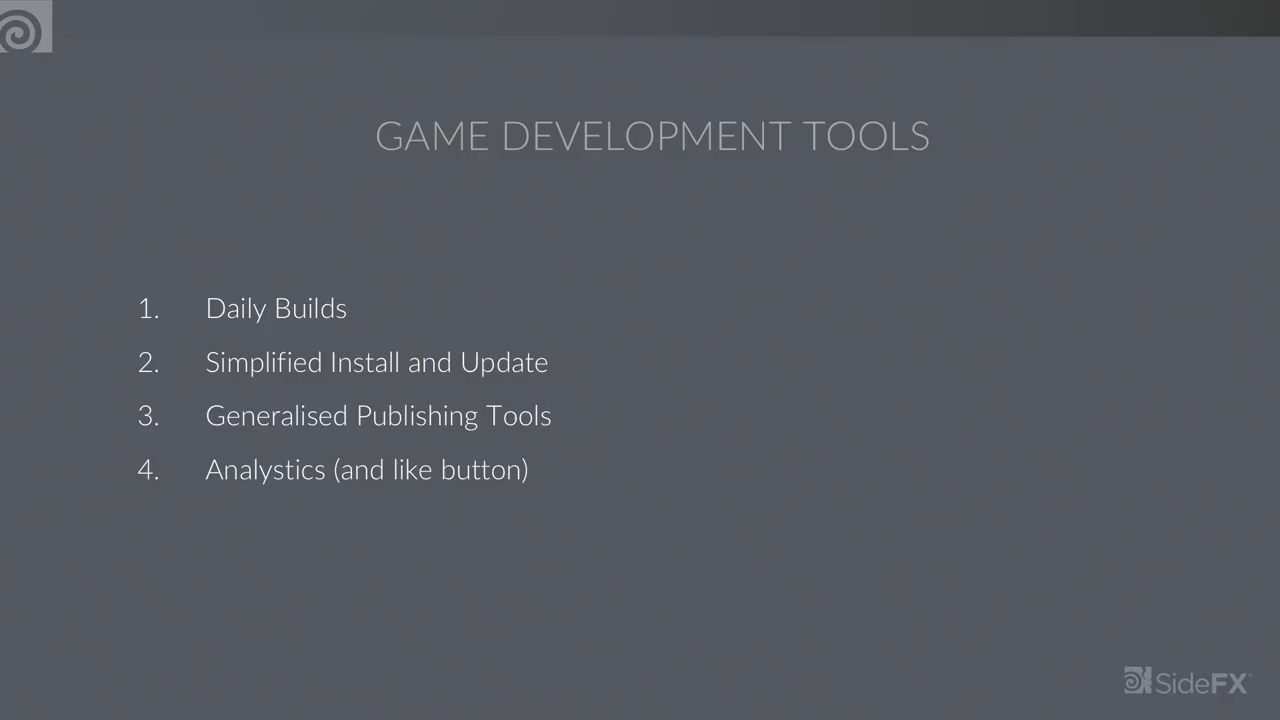 GAME DEVELOPMENT TOOLS
1. Daily Builds
2. Simplified Install and Update
3. Generalised Publishing Tools
4. Analystics (and like button)
SideFX